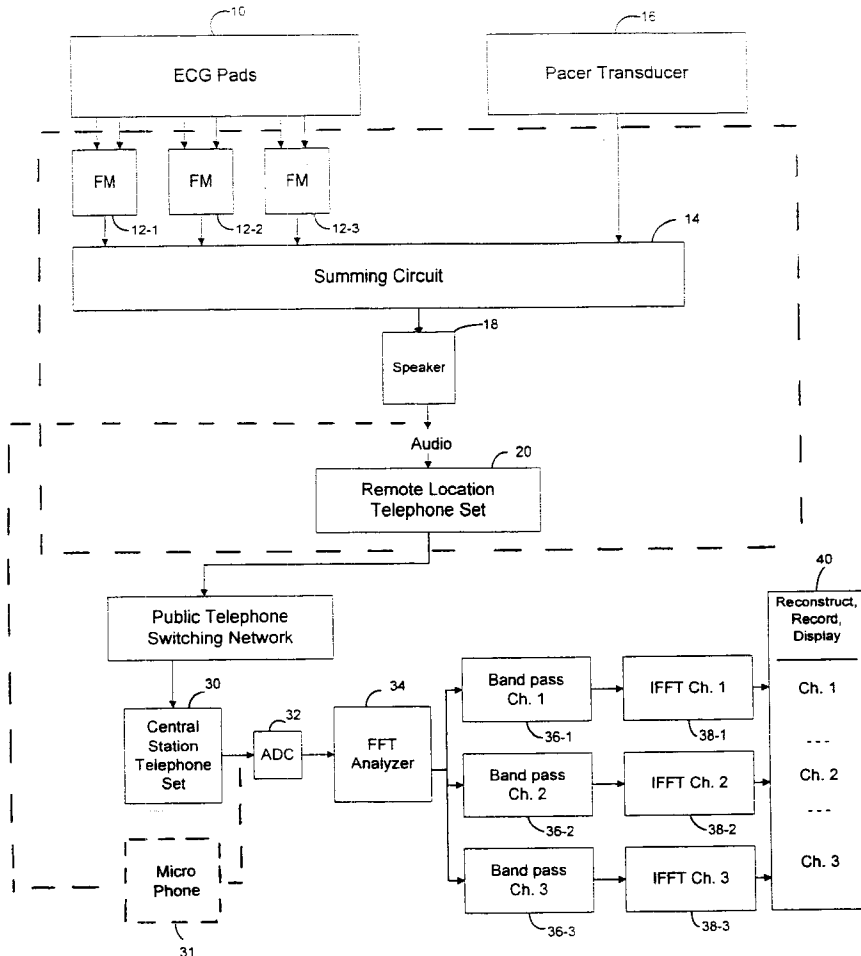 10
16
ECG Pads
Pacer Transducer
FM
FM
FM
12-1
12-2
12-3
14
Summing Circuit
18
Speaker
Audio
20
Remote Location
Telephone Set
Public Telephone
Switching Network
30
Central
Station
Telephone
Set
32
ADC
34
FFT
Analyzer
Band pass
Ch. 1
36-1
IFFT Ch. 1
38-1
Band pass
Ch. 2
36-2
IFFT Ch. 2
38-2
Band pass
Ch. 3
36-3
IFFT Ch. 3
38-3
40
Reconstruct,
Record,
Display
Ch. 1
---
Ch. 2
---
Ch. 3
Micro
Phone
31